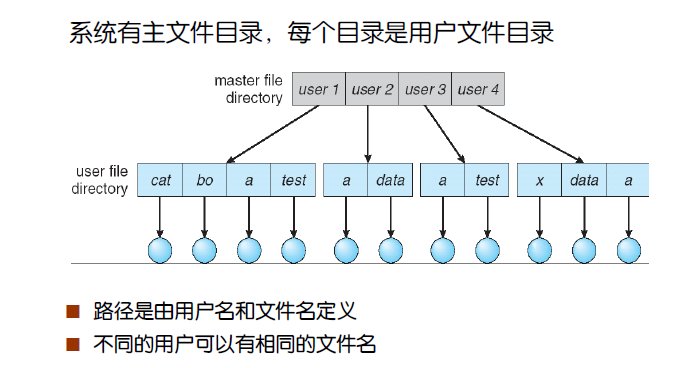 系统有主文件目录，每个目录是用户文件目录
master file
directory
user 1 user 2 user 3 user 4
user file
directory
cat bo a test a data a test x data a
路径是由用户名和文件名定义
不同的用户可以有相同的文件名